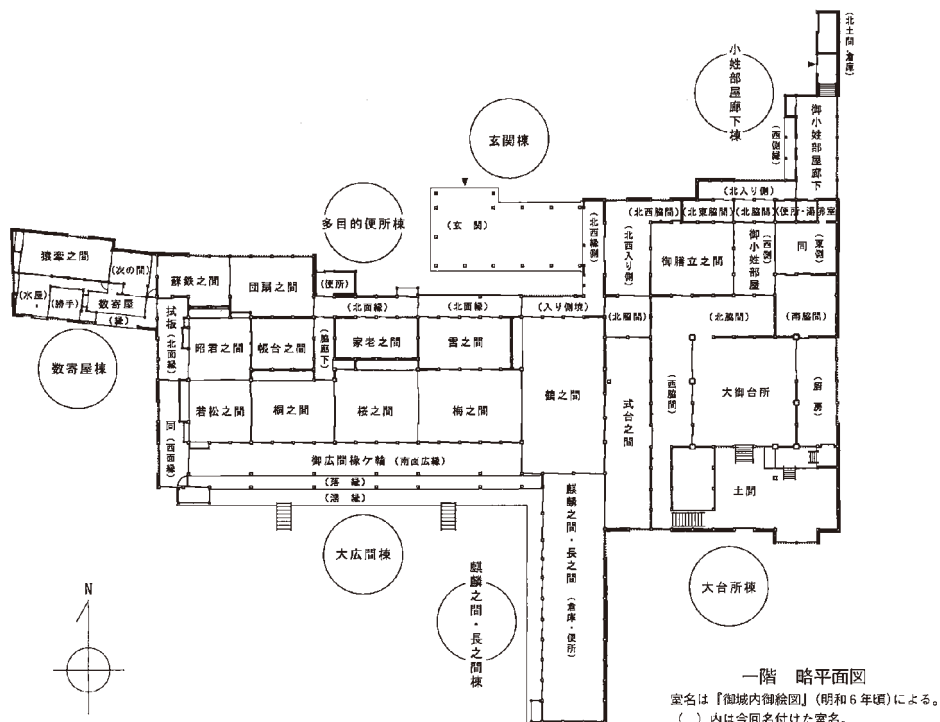 (北土間・倉庫)
小姓部屋廊下棟
御小姓部屋廊下
(西側縁)
玄関棟
(北入り側)
多目的便所棟
(玄関)
(北西縁側)
(北西入り側)
(北西脇間)
(北東脇間)
(北脇間)
(便所・湯沸室)
御膳立之間
御小姓部屋
(西側)
同
(東側)
猿牽之間
(次の間)
蘇鉄之間
団扇之間
(便所)
(水屋)
(勝手)
数寄屋
(縁)
拭板
(北面縁)
(北面縁)
(北面縁)
(入り側境)
(北脇間)
(北脇間)
(南脇間)
数寄屋棟
昭君之間
帳台之間
(脇廊下)
家老之間
雪之間
鶴之間
式台之間
(西脇間)
大御台所
(厨房)
若松之間
桐之間
桜之間
梅之間
同
(西面縁)
御広間椽ケ輪(南面広縁)
(落縁)
(濡縁)
土間
大広間棟
麒麟之間・長之間棟
麒麟之間・長之間
(倉庫・便所)
大台所棟
N
一階 略平面図
室名は『御城内御絵図』(明和6年頃)による。
( )内は今回名付けた室名。